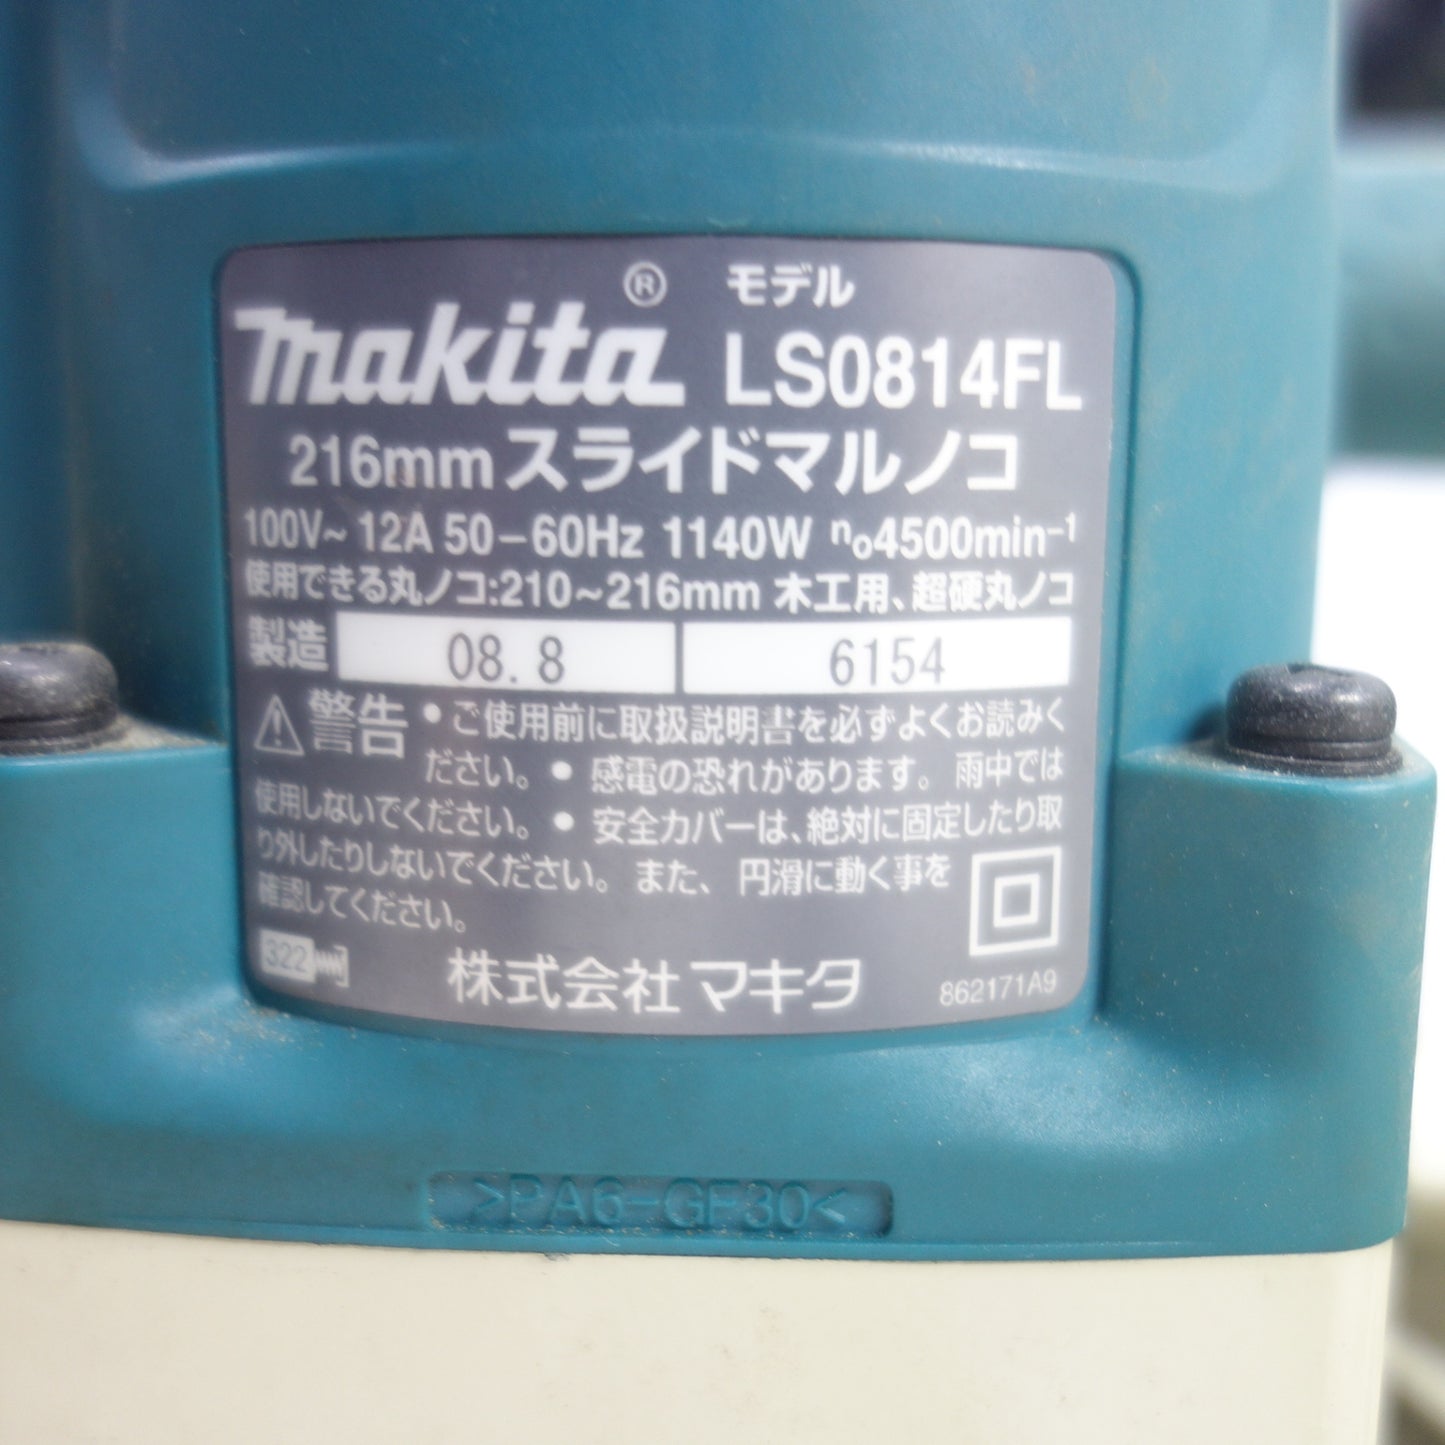 makita® モデル LS0814FL
216mm スライドマルノコ
100V~ 12A 50-60Hz 1140W n₀4500min⁻¹
使用できる丸ノコ:210~216mm 木工用、超硬丸ノコ
製造 08. 8 6154
警告 • ご使用前に取扱説明書を必ずよくお読みく
ださい。• 感電の恐れがあります。雨中では
使用しないでください。• 安全カバーは、絶対に固定したり取
り外したりしないでください。また、円滑に動く事を
確認してください。
322 株式会社マキタ 862171A9
>PA6-GF30<